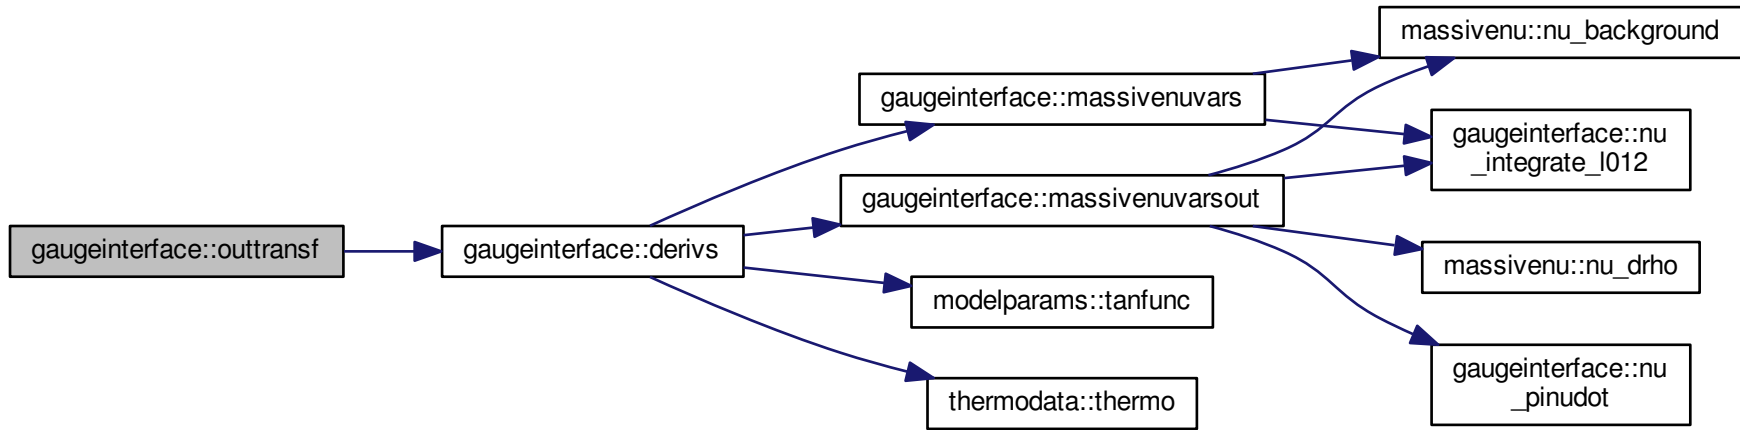 massivenu::nu_background
gaugeinterface::massivenuvars
gaugeinterface::nu
_integrate_l012
gaugeinterface::massivenuvarsout
gaugeinterface::outtransf
gaugeinterface::derivs
massivenu::nu_drho
modelparams::tanfunc
gaugeinterface::nu
_pinudot
thermodata::thermo